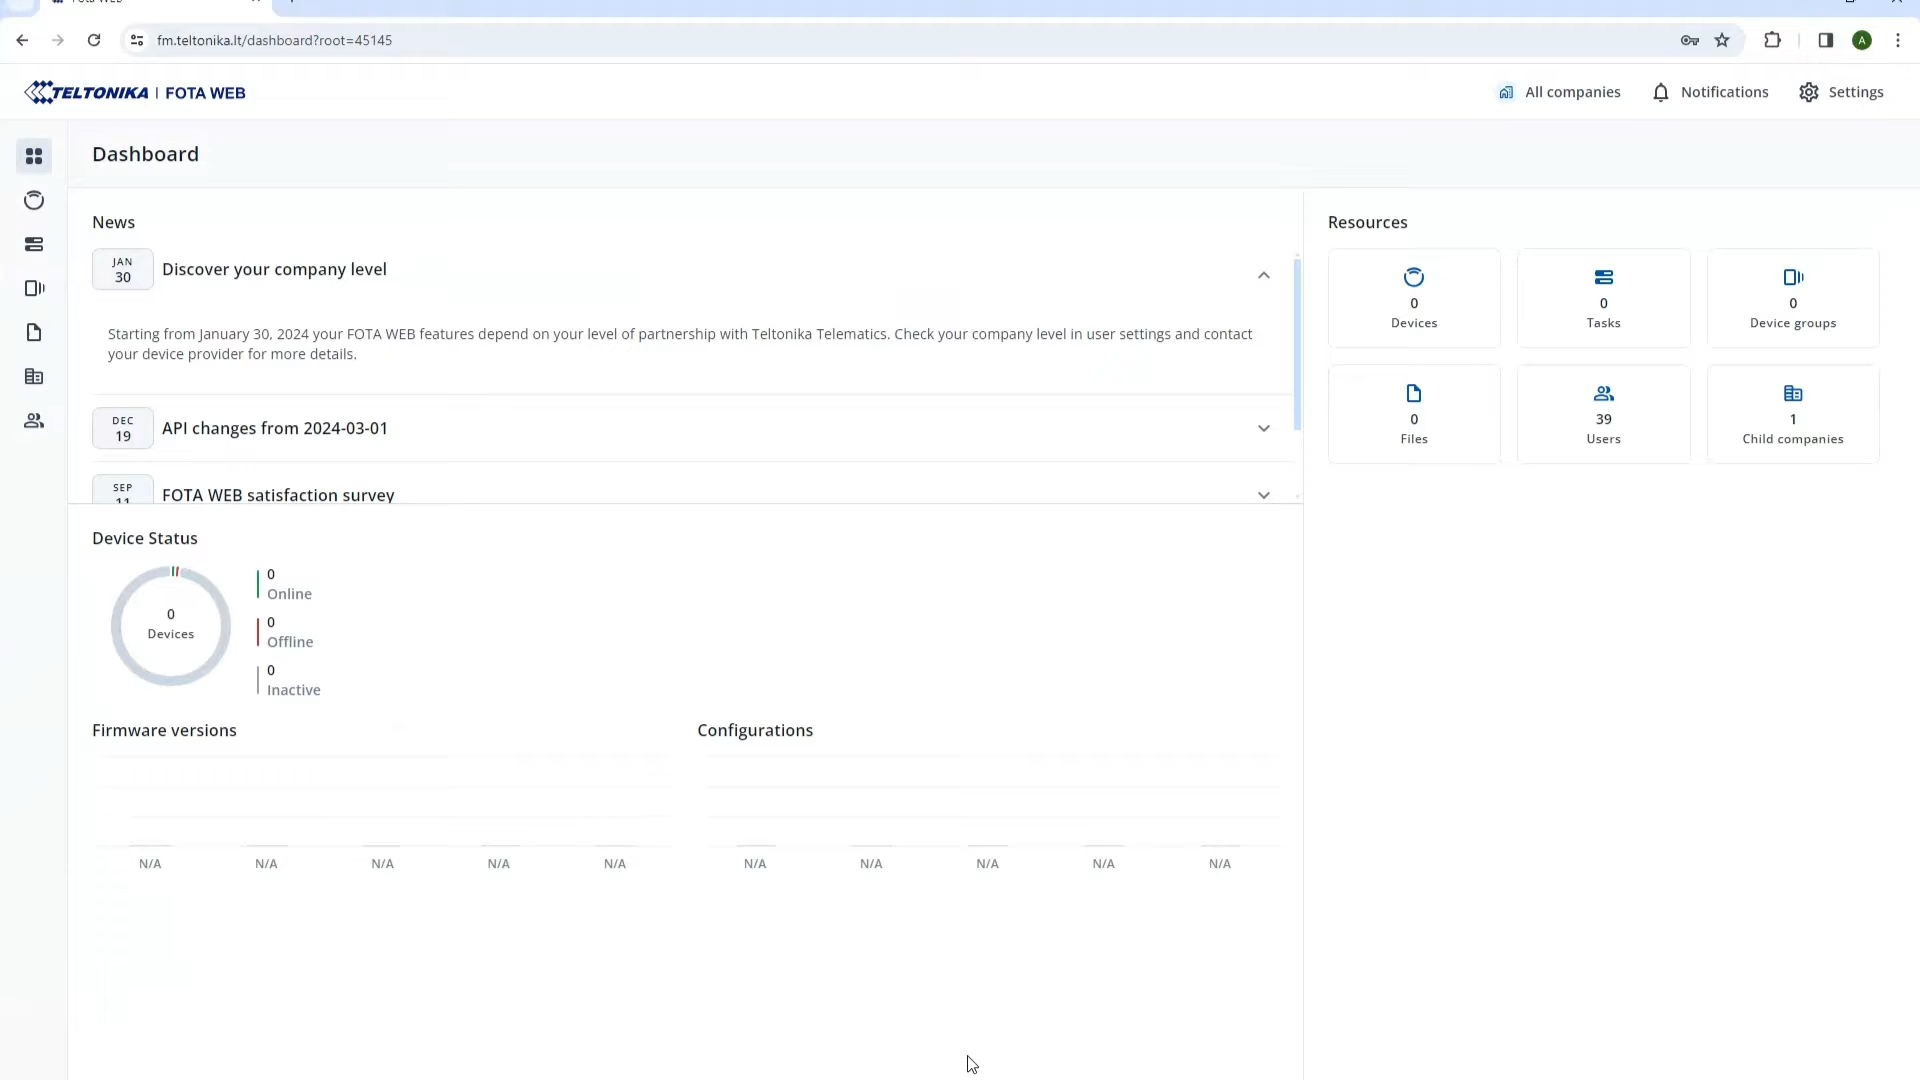 fm.teltonika.lt/dashboard?root=45145
A
TELTONIKA | FOTA WEB
All companies
Notifications
Settings
Dashboard
News
JAN
30
Discover your company level
Starting from January 30, 2024 your FOTA WEB features depend on your level of partnership with Teltonika Telematics. Check your company level in user settings and contact
your device provider for more details.
DEC
19
API changes from 2024-03-01
SEP
11
FOTA WEB satisfaction survey
Resources
0
Devices
0
Tasks
0
Device groups
0
Files
39
Users
1
Child companies
Device Status
0
Devices
0
Online
0
Offline
0
Inactive
Firmware versions
N/A
N/A
N/A
N/A
N/A
Configurations
N/A
N/A
N/A
N/A
N/A